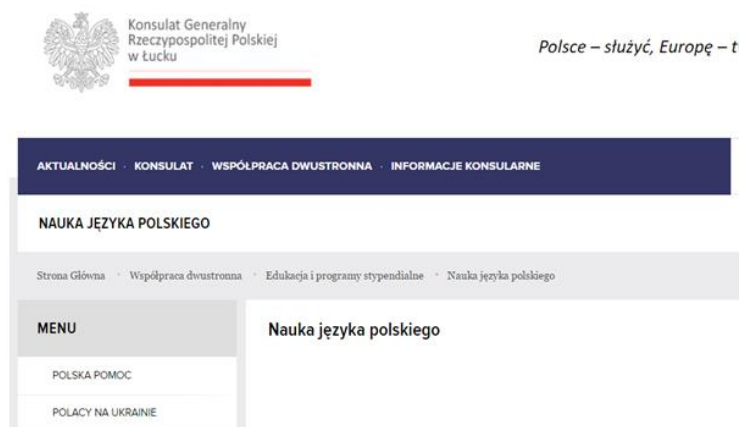 Konsulat Generalny
Rzeczypospolitej Polskiej
w Łucku
Polsce – służyć, Europę –
AKTUALNOŚCI · KONSULAT · WSPÓŁPRACA DWUSTRONNA · INFORMACJE KONSULARNE
NAUKA JĘZYKA POLSKIEGO
Strona Główna · Współpraca dwustronna · Edukacja i programy stypendialne · Nauka języka polskiego
MENU
Nauka języka polskiego
POLSKA POMOC
POLACY NA UKRAINIE